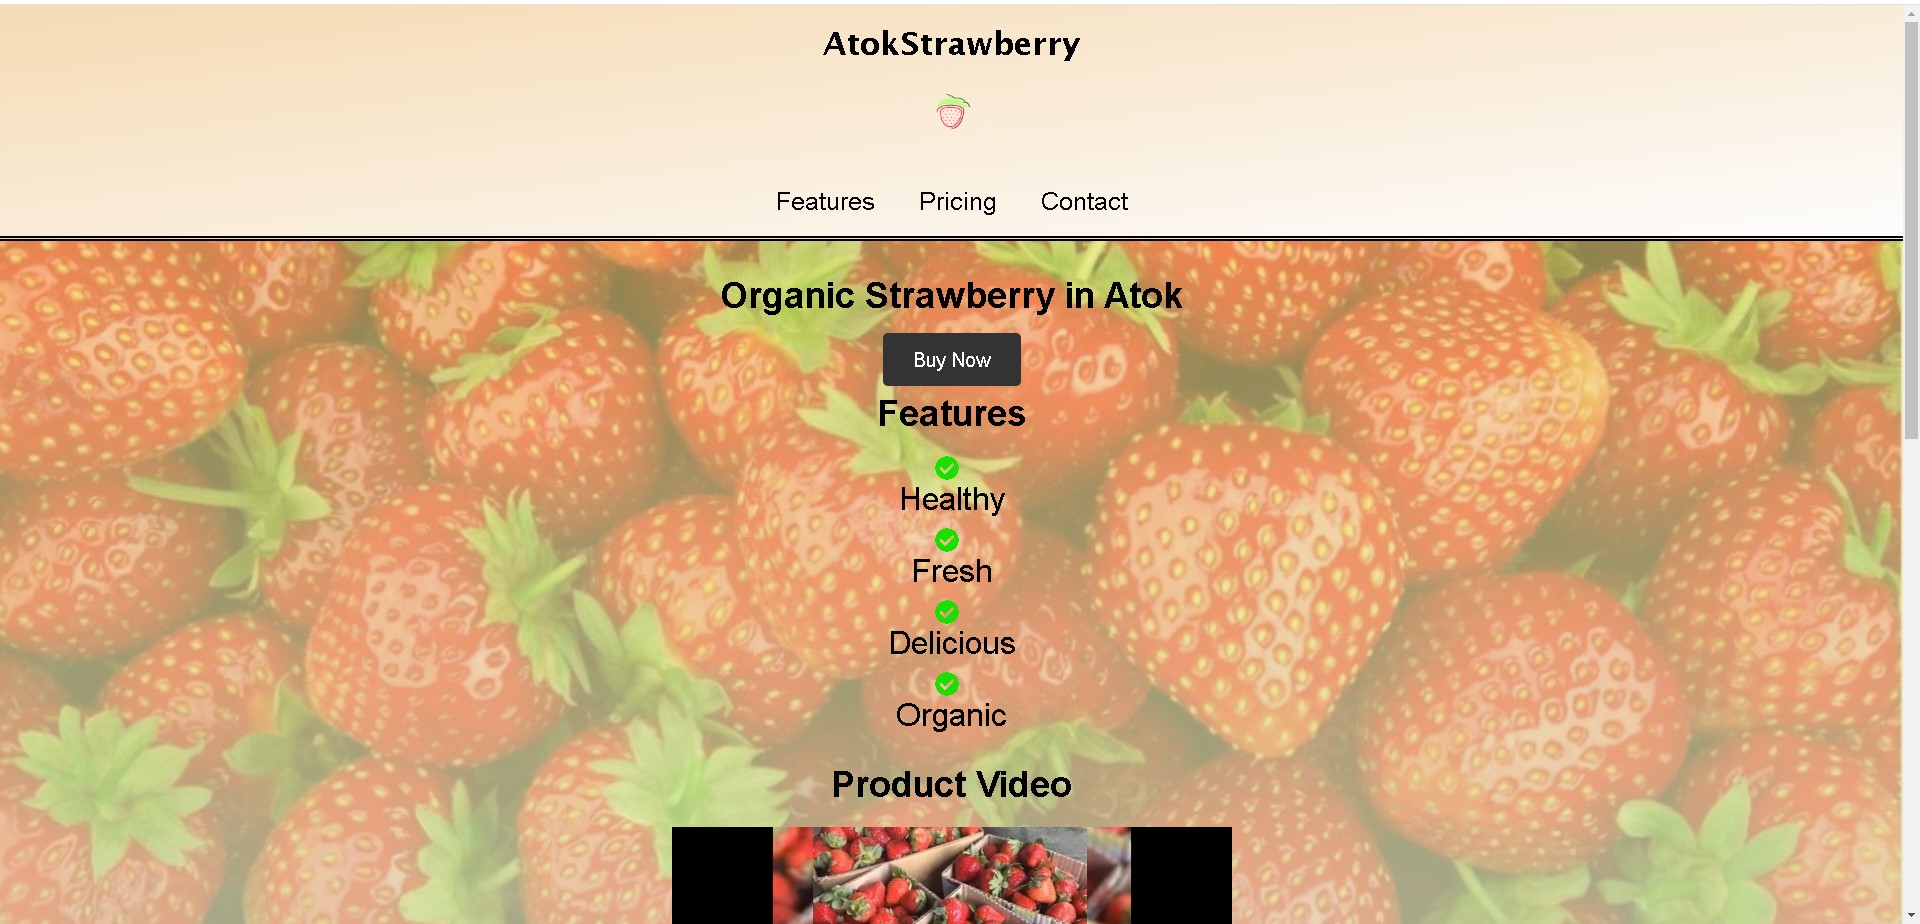 AtokStrawberry
Features Pricing Contact
Organic Strawberry in Atok
Buy Now
Features
Healthy
Fresh
Delicious
Organic
Product Video